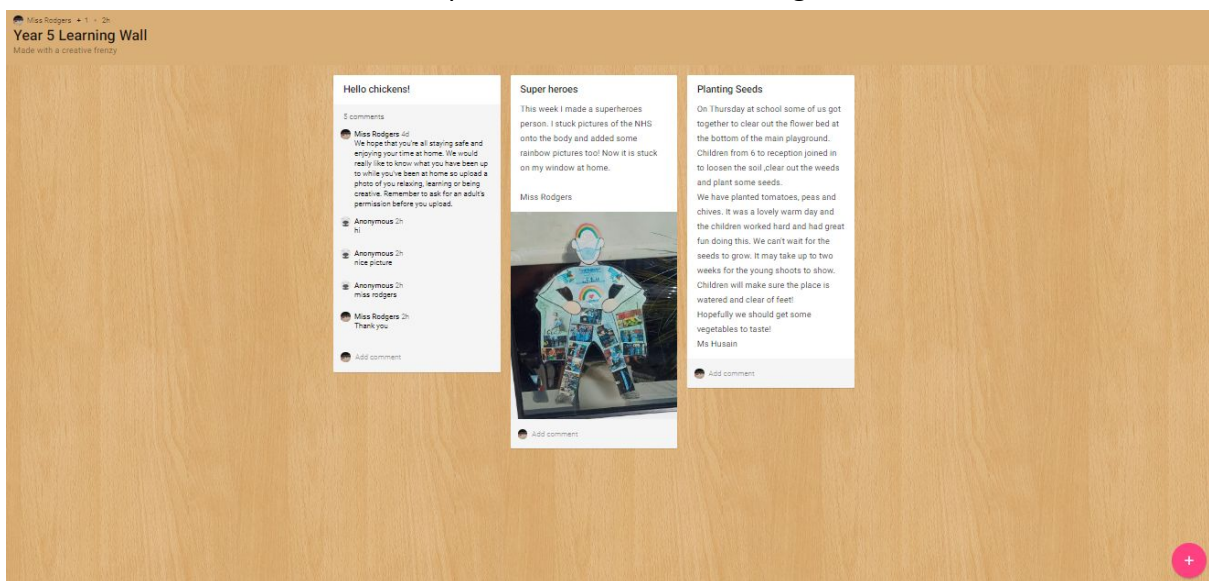 Miss Rodgers + 1 • 2h
Year 5 Learning Wall
Made with a creative frenzy
Hello chickens!
5 comments
Miss Rodgers 4d
We hope that you're all staying safe and
enjoying your time at home. We would
really like to know what you have been up
to while you've been at home so upload a
photo of you relaxing, learning or being
creative. Remember to ask for an adult's
permission before you upload.
Anonymous 2h
hi
Anonymous 2h
nice picture
Anonymous 2h
miss rodgers
Miss Rodgers 2h
Thank you
Add comment
Super heroes
This week I made a superheroes
person. I stuck pictures of the NHS
onto the body and added some
rainbow pictures too! Now it is stuck
on my window at home.
Miss Rodgers
Add comment
Planting Seeds
On Thursday at school some of us got
together to clear out the flower bed at
the bottom of the main playground.
Children from 6 to reception joined in
to loosen the soil ,clear out the weeds
and plant some seeds.
We have planted tomatoes, peas and
chives. It was a lovely warm day and
the children worked hard and had great
fun doing this. We can't wait for the
seeds to grow. It may take up to two
weeks for the young shoots to show.
Children will make sure the place is
watered and clear of feet!
Hopefully we should get some
vegetables to taste!
Ms Husain
Add comment